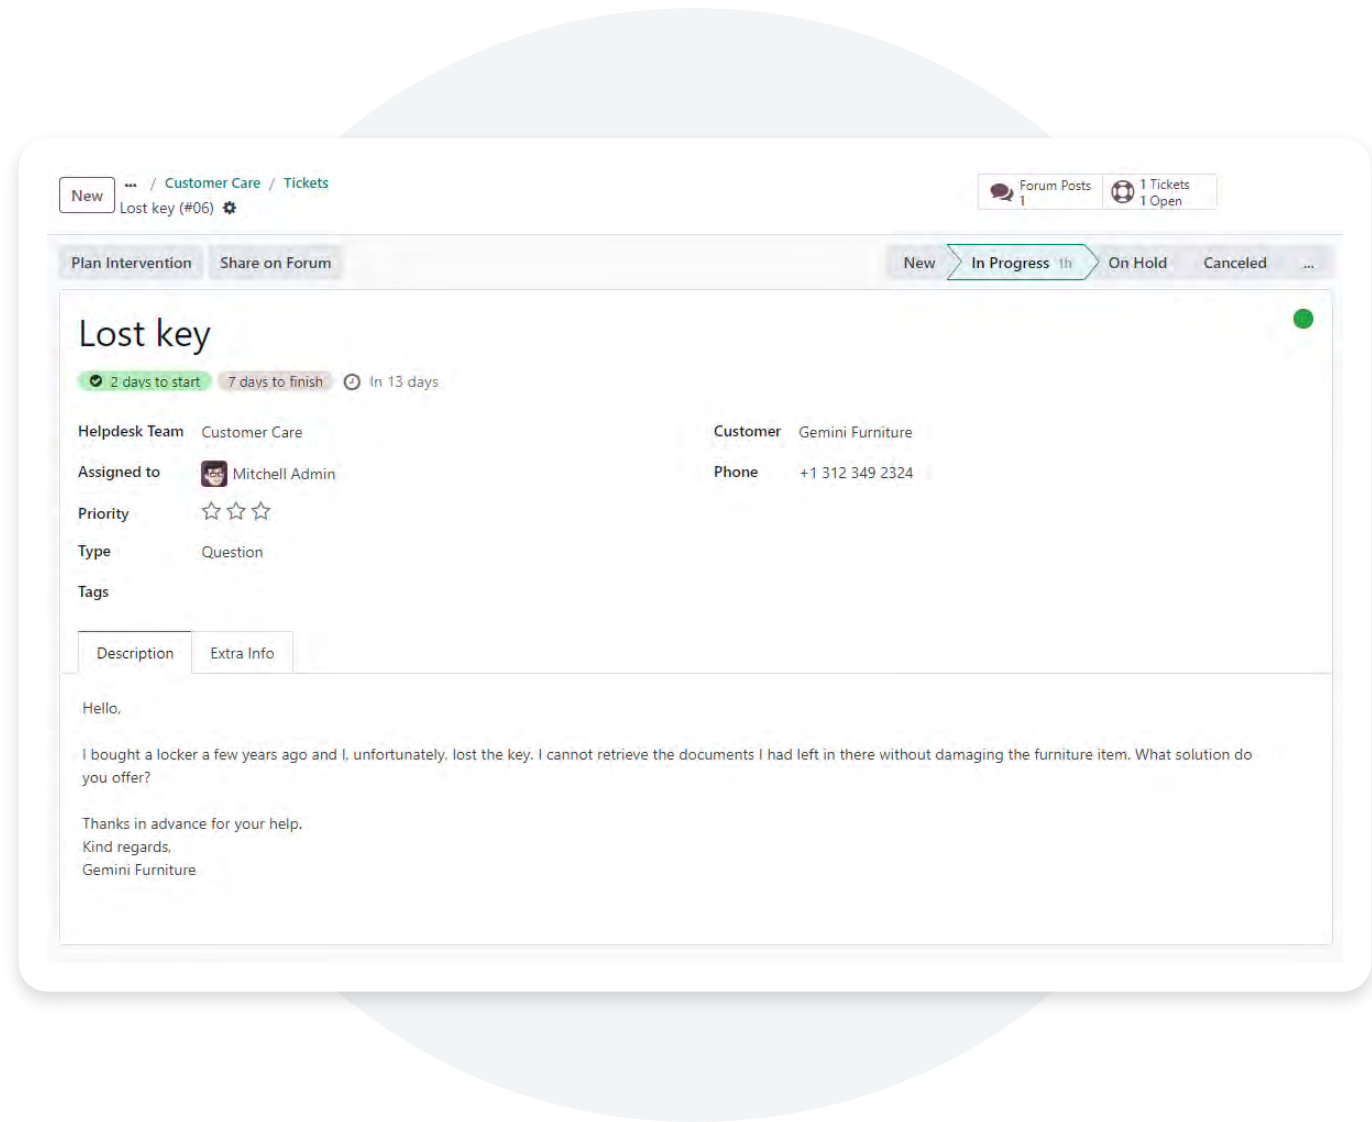 New
... / Customer Care / Tickets
Lost key (#06)
Forum Posts
1
1 Tickets
1 Open
Plan Intervention Share on Forum
New In Progress 1h On Hold Canceled ...
Lost key
2 days to start 7 days to finish In 13 days
Helpdesk Team Customer Care
Customer Gemini Furniture
Assigned to Mitchell Admin
Phone +1 312 349 2324
Priority
Type Question
Tags
Description Extra Info
Hello,
I bought a locker a few years ago and I, unfortunately, lost the key. I cannot retrieve the documents I had left in there without damaging the furniture item. What solution do
you offer?
Thanks in advance for your help.
Kind regards,
Gemini Furniture